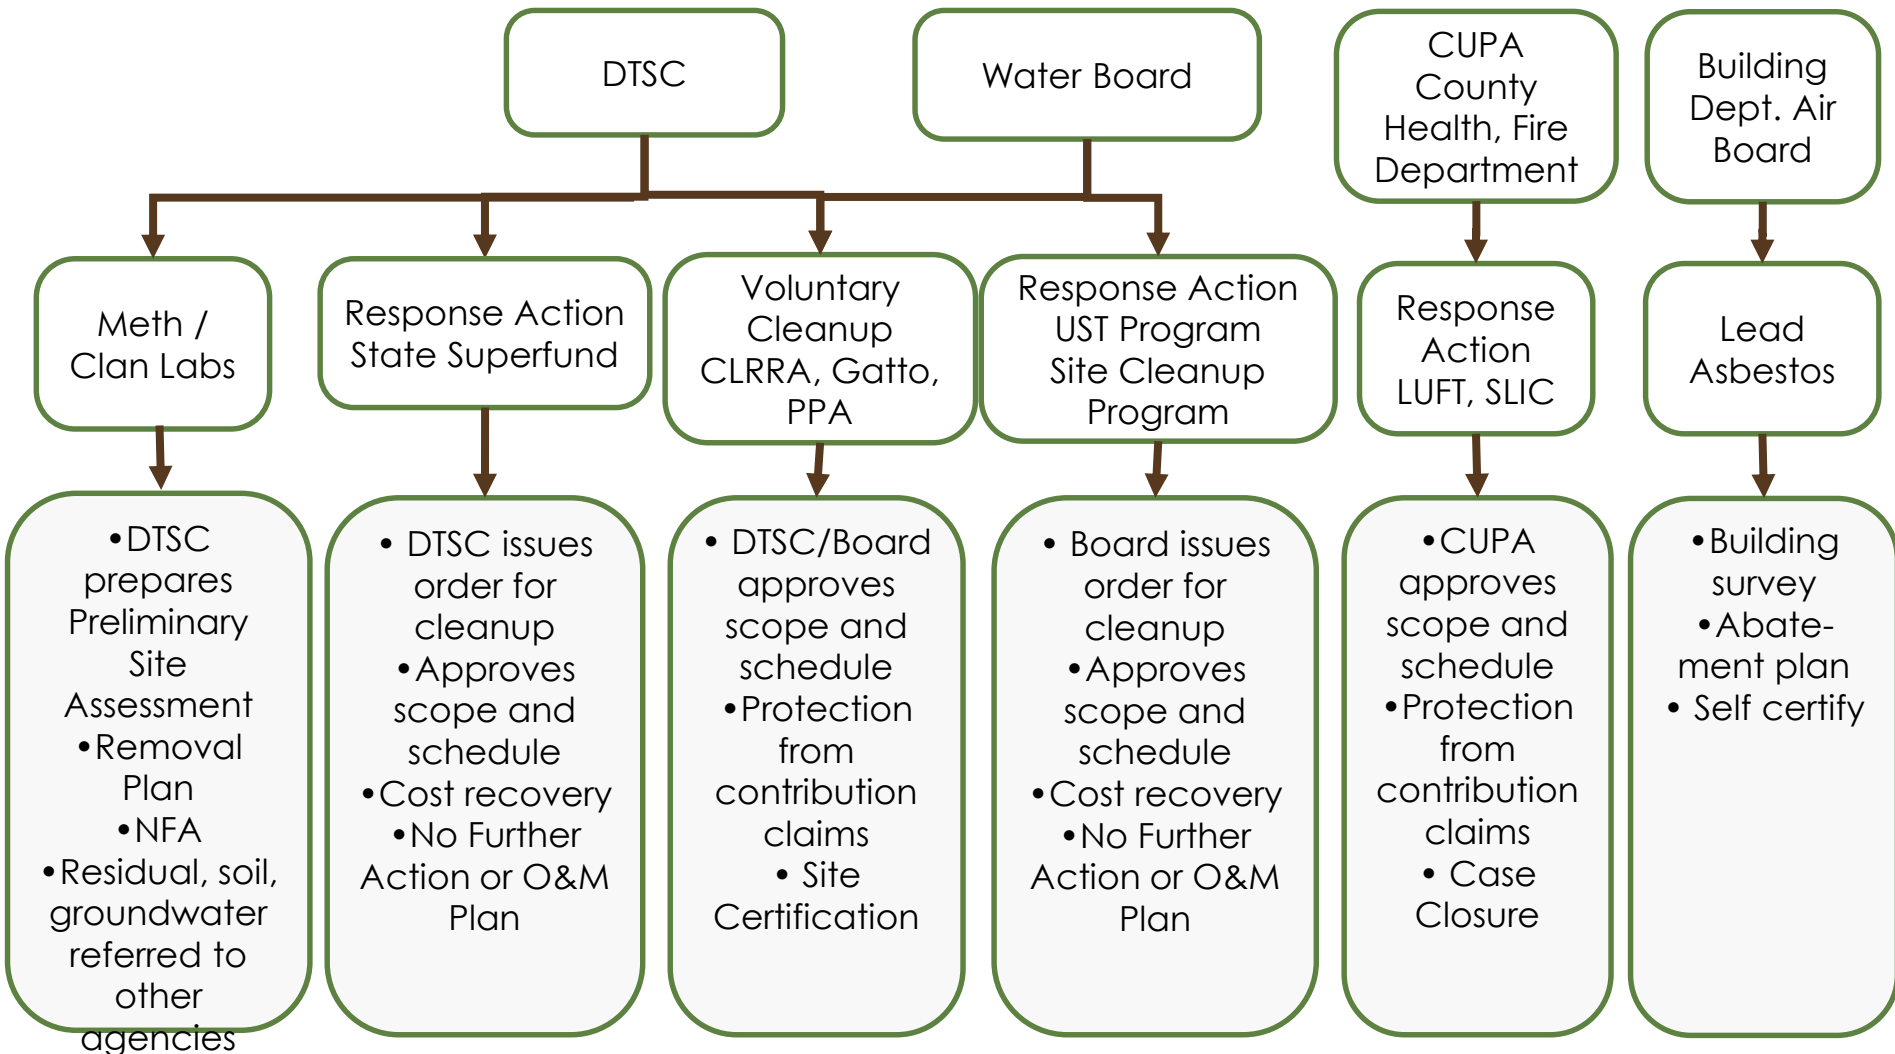 DTSC
Water Board
CUPA
County
Health, Fire
Department
Building
Dept. Air
Board
Meth /
Clan Labs
Response Action
State Superfund
Voluntary
Cleanup
CLRRA, Gatto,
PPA
Response Action
UST Program
Site Cleanup
Program
Response
Action
LUFT, SLIC
Lead
Asbestos
•DTSC
prepares
Preliminary
Site
Assessment
•Removal
Plan
•NFA
•Residual, soil,
groundwater
referred to
other
agencies
• DTSC issues
order for
cleanup
•Approves
scope and
schedule
•Cost recovery
•No Further
Action or O&M
Plan
• DTSC/Board
approves
scope and
schedule
•Protection
from
contribution
claims
• Site
Certification
• Board issues
order for
cleanup
•Approves
scope and
schedule
•Cost recovery
•No Further
Action or O&M
Plan
•CUPA
approves
scope and
schedule
•Protection
from
contribution
claims
• Case
Closure
•Building
survey
•Abate-
ment plan
• Self certify